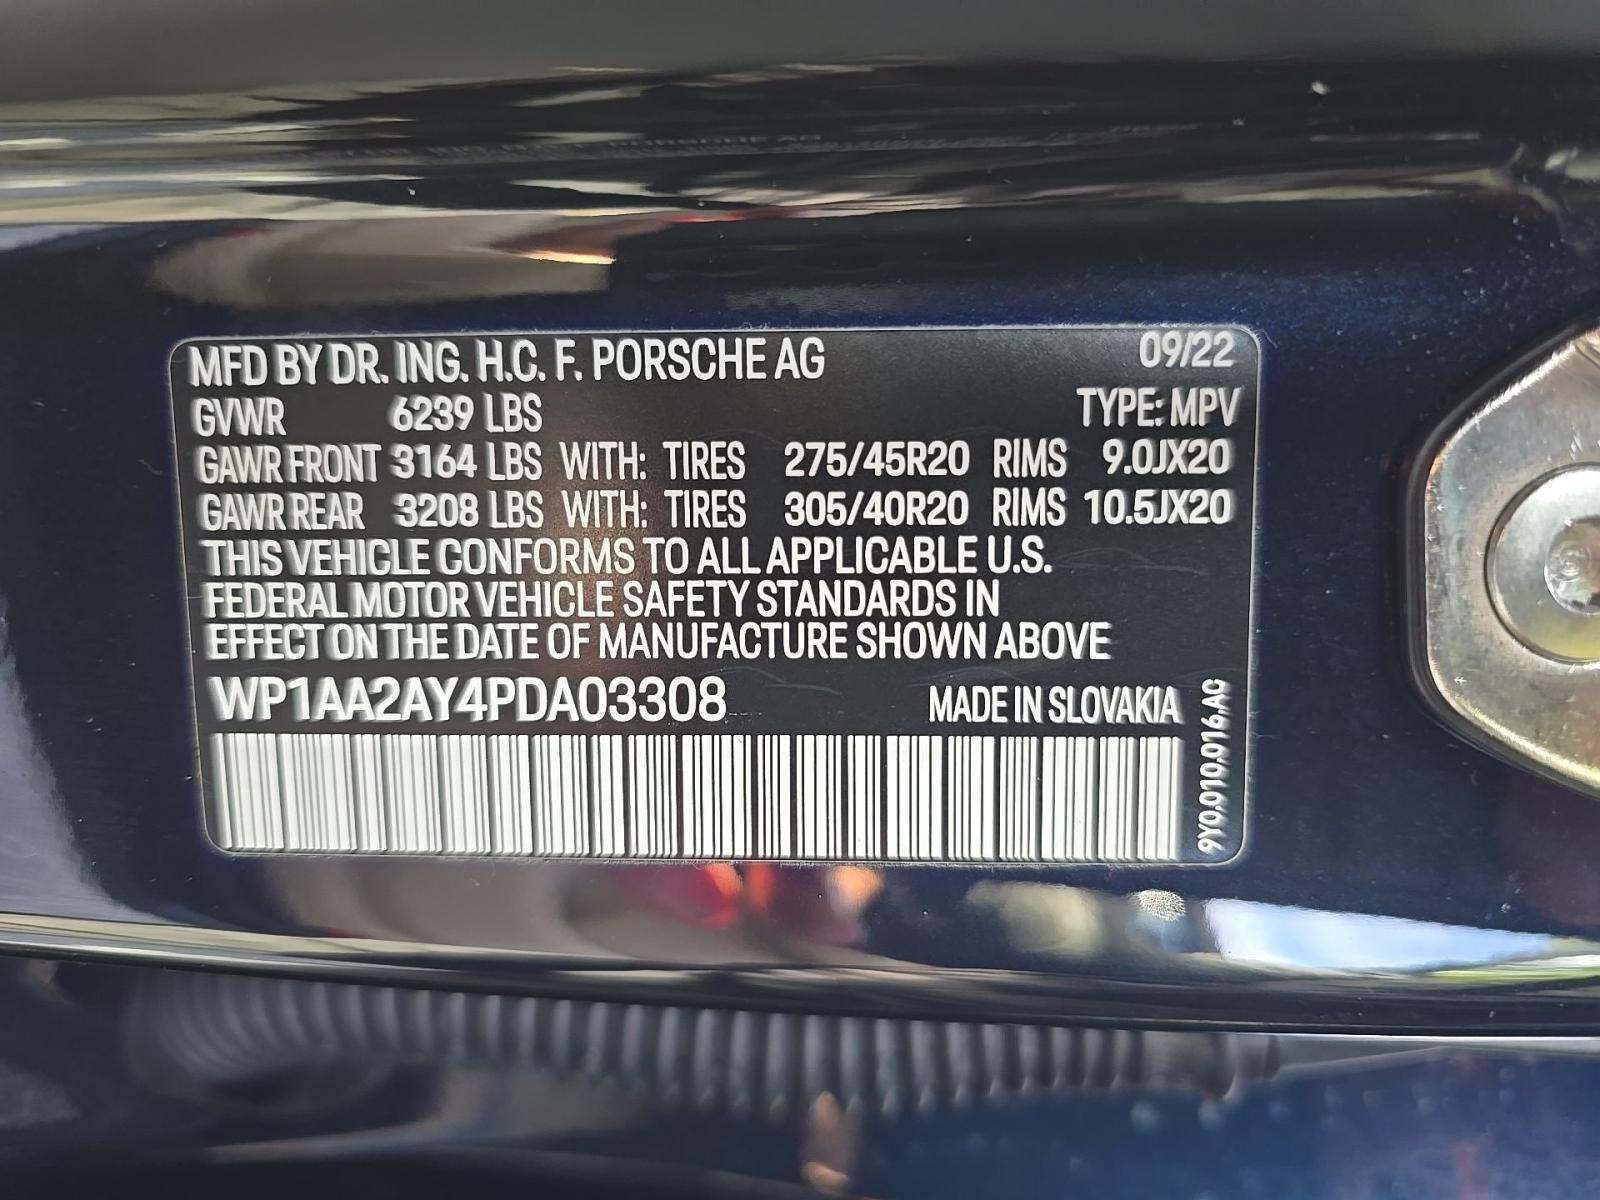 MFD BY DR. ING. H.C. F. PORSCHE AG 09/22
GVWR 6239 LBS TYPE: MPV
GAWR FRONT 3164 LBS WITH: TIRES 275/45R20 RIMS 9.0JX20
GAWR REAR 3208 LBS WITH: TIRES 305/40R20 RIMS 10.5JX20
THIS VEHICLE CONFORMS TO ALL APPLICABLE U.S.
FEDERAL MOTOR VEHICLE SAFETY STANDARDS IN
EFFECT ON THE DATE OF MANUFACTURE SHOWN ABOVE
WP1AA2AY4PDA03308 MADE IN SLOVAKIA
9Y0.010.016.AC